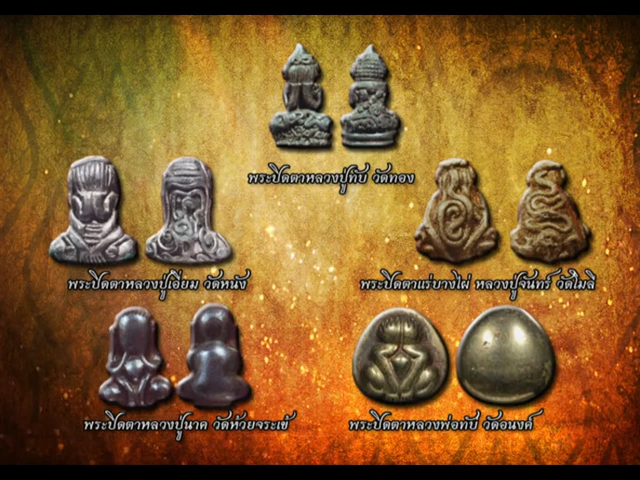 พระปิดตาหลวงปู่ทับ วัดทอง
พระปิดตาหลวงปู่เอี่ยม วัดหนัง
พระปิดตาแร่บางไผ่ หลวงปู่จันทร์ วัดโมลี
พระปิดตาหลวงปู่นาค วัดห้วยจระเข้
พระปิดตาหลวงพ่อทับ วัดอนงค์